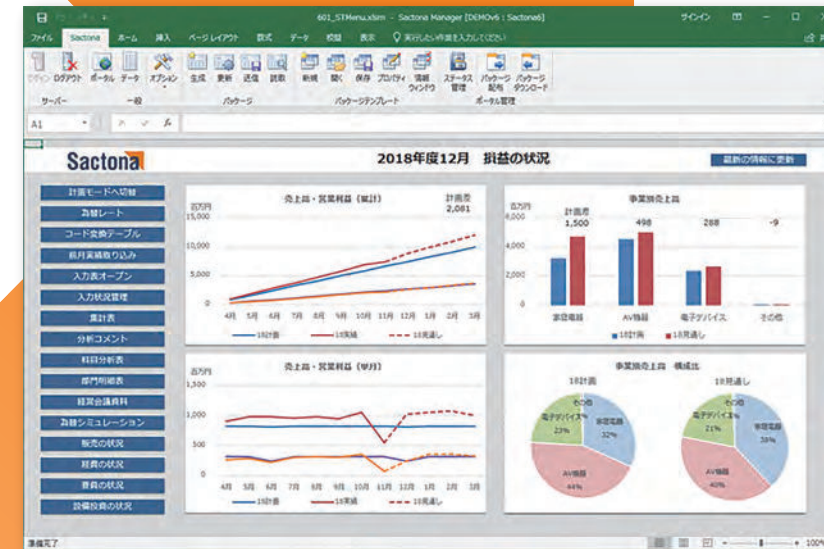 601_STMenu.xlsm - Sactona Manager [DEMOv6 : Sactona6]
サインイン
ファイル Sactona ホーム 挿入 ページレイアウト 数式 データ 校閲 表示 実行したい作業を入力してください
ログイン ログアウト ポータル データ オプション 生成 更新 送信 読取 新規 開く 保存 プロパティ 情報ウィンドウ ステータス管理 パッケージ配布 パッケージダウンロード
サーバー 一般 パッケージ パッケージテンプレート ポータル管理
A1
fx
Sactona
2018年度12月 損益の状況
最新の情報に更新
計画モードへ切替
為替レート
コード変換テーブル
前月実績取り込み
入力表オープン
入力状況管理
集計表
分析コメント
科目分析表
部門明細表
経営会議資料
為替シミュレーション
販売の状況
経費の状況
設備投資の状況
売上高・営業利益 (累計)
百万円
計画差
2,081
15,000
10,000
5,000
0
4月 5月 6月 7月 8月 9月 10月 11月 12月 1月 2月 3月
18計画 18実績 18見通し
事業別売上高
百万円
計画差
1,500 498 288 -9
6,000
4,000
2,000
0
家庭電器 AV機器 電子デバイス その他
18計画 18見通し
売上高・営業利益 (単月)
百万円
1,500
1,000
500
0
4月 5月 6月 7月 8月 9月 10月 11月 12月 1月 2月 3月
18計画 18実績 18見通し
事業別売上高 構成比
18計画
その他
電子デバイス
23%
家庭電器
32%
AV機器
44%
18見通し
その他
電子デバイス
21%
家庭電器
38%
AV機器
40%
準備完了
100%